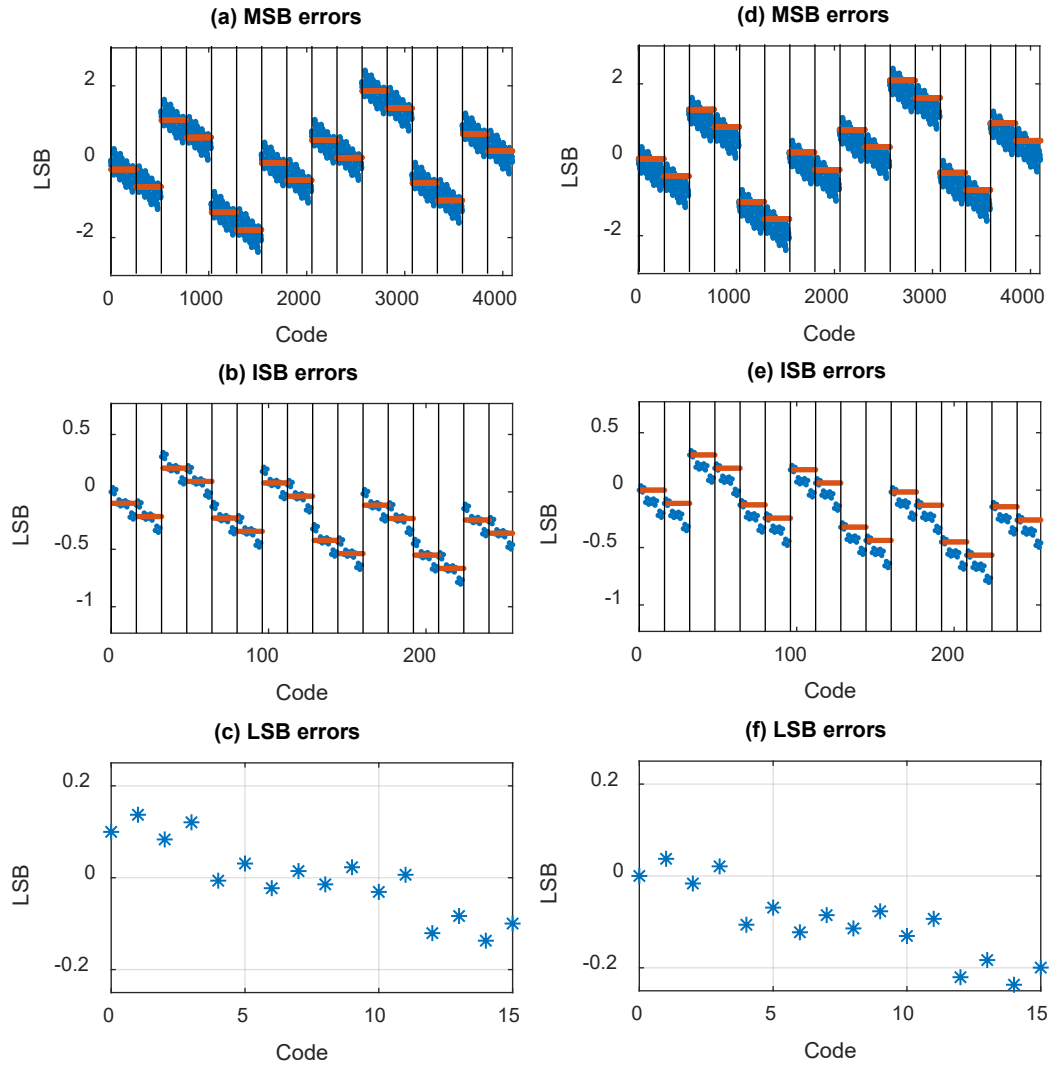 (a) MSB errors
2
0
-2
LSB
0 1000 2000 3000 4000
Code
(d) MSB errors
2
0
-2
LSB
0 1000 2000 3000 4000
Code
(b) ISB errors
0.5
0
-0.5
-1
LSB
0 100 200
Code
(e) ISB errors
0.5
0
-0.5
-1
LSB
0 100 200
Code
(c) LSB errors
0.2
0
-0.2
LSB
0 5 10 15
Code
(f) LSB errors
0.2
0
-0.2
LSB
0 5 10 15
Code